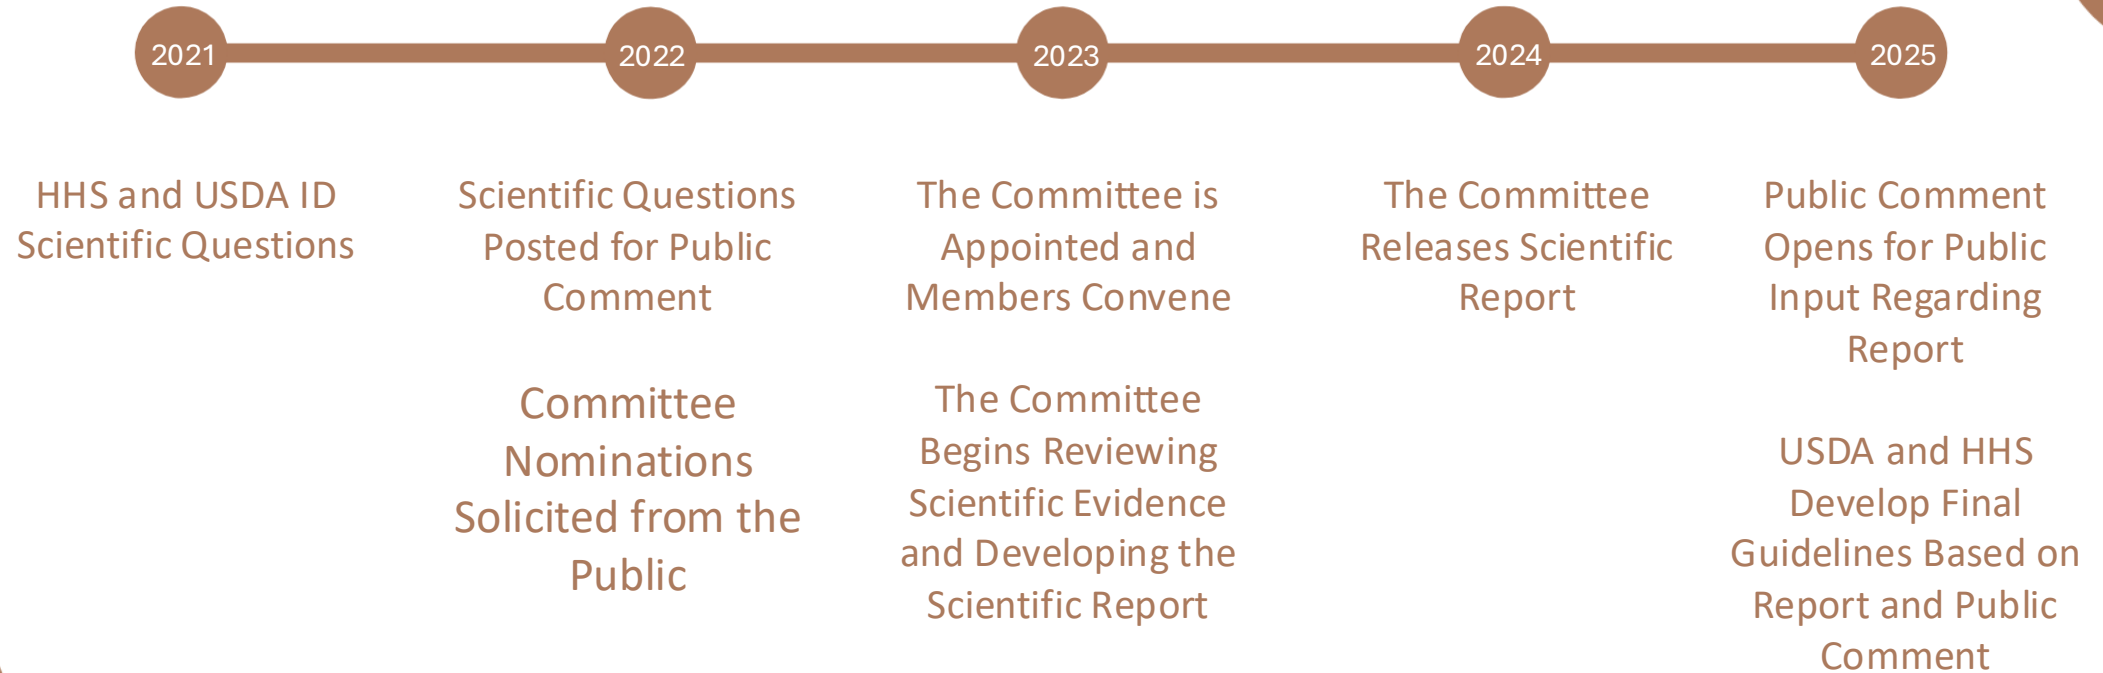 2021
2022
2023
2024
2025
HHS and USDA ID
Scientific Questions
Scientific Questions
Posted for Public
Comment
Committee
Nominations
Solicited from the
Public
The Committee is
Appointed and
Members Convene
The Committee
Begins Reviewing
Scientific Evidence
and Developing the
Scientific Report
The Committee
Releases Scientific
Report
Public Comment
Opens for Public
Input Regarding
Report
USDA and HHS
Develop Final
Guidelines Based on
Report and Public
Comment